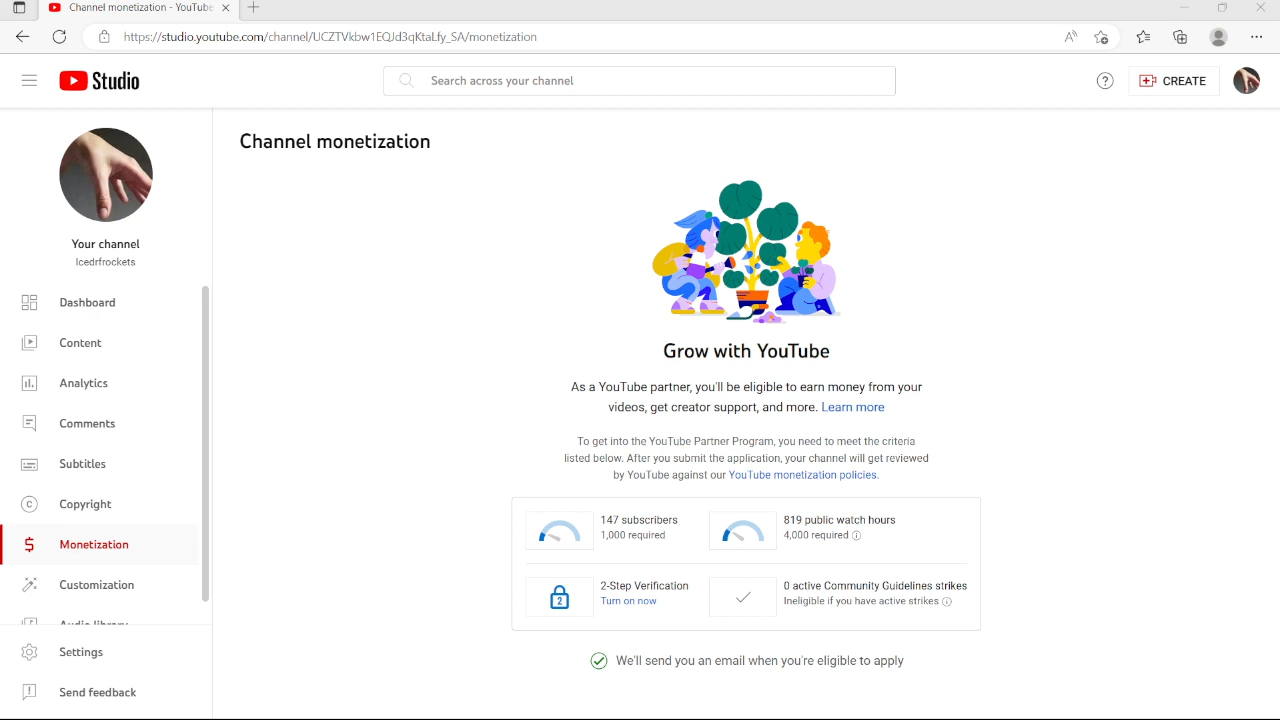 Channel monetization - YouTube
https://studio.youtube.com/channel/UCZTVkbw1EQJd3qKtaLfy_SA/monetization
Studio
Search across your channel
CREATE
Channel monetization
Your channel
Icedrfrockets
Dashboard
Content
Analytics
Comments
Subtitles
Copyright
Monetization
Customization
Audio library
Settings
Send feedback
Grow with YouTube
As a YouTube partner, you'll be eligible to earn money from your
videos, get creator support, and more. Learn more
To get into the YouTube Partner Program, you need to meet the criteria
listed below. After you submit the application, your channel will get reviewed
by YouTube against our YouTube monetization policies.
147 subscribers
1,000 required
819 public watch hours
4,000 required
2-Step Verification
Turn on now
0 active Community Guidelines strikes
Ineligible if you have active strikes
We'll send you an email when you're eligible to apply